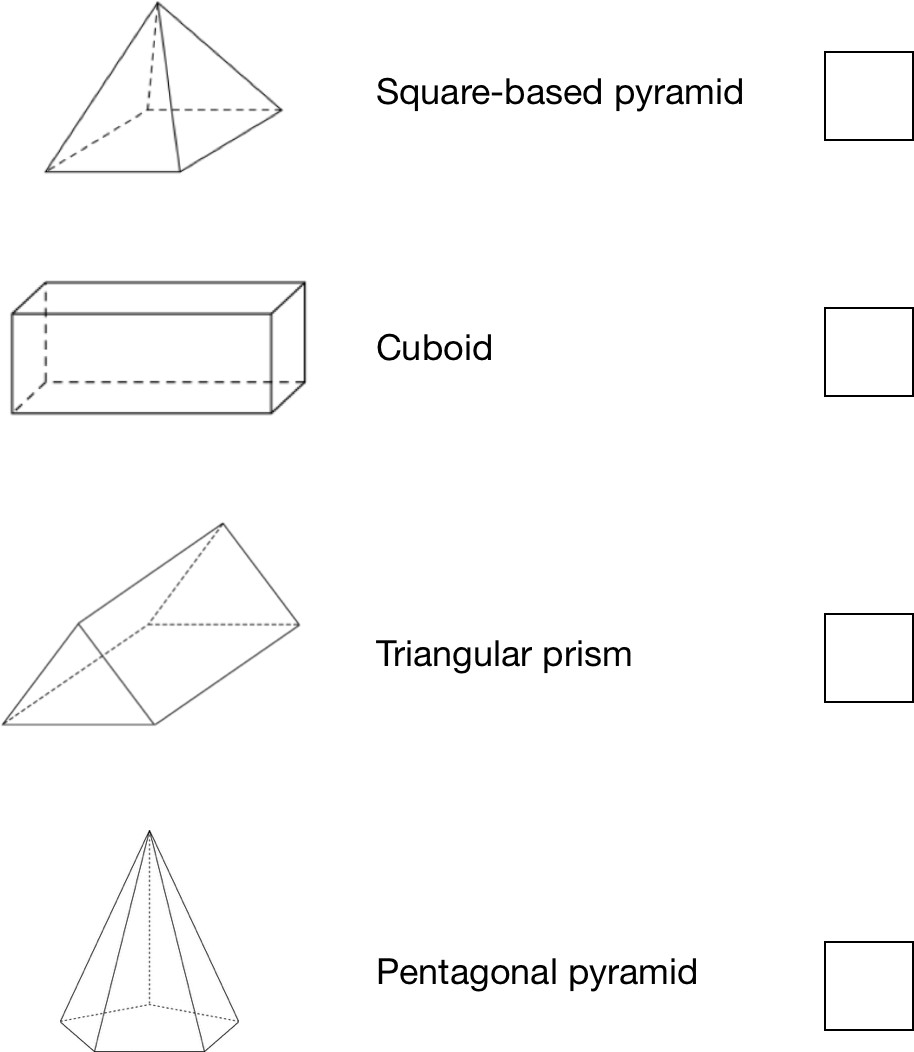 Square-based pyramid
Cuboid
Triangular prism
Pentagonal pyramid